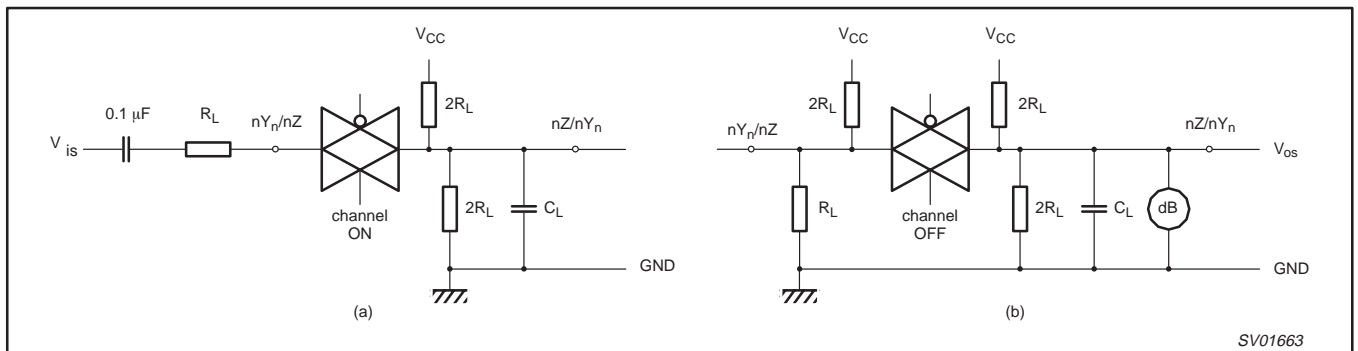 V_CC
0.1 μF
R_L
nY_n/nZ
2R_L
nZ/nY_n
V_is
channel
ON
2R_L
C_L
GND
(a)
V_CC
V_CC
2R_L
2R_L
nY_n/nZ
nZ/nY_n
V_os
R_L
channel
OFF
2R_L
C_L
dB
GND
(b)
SV01663